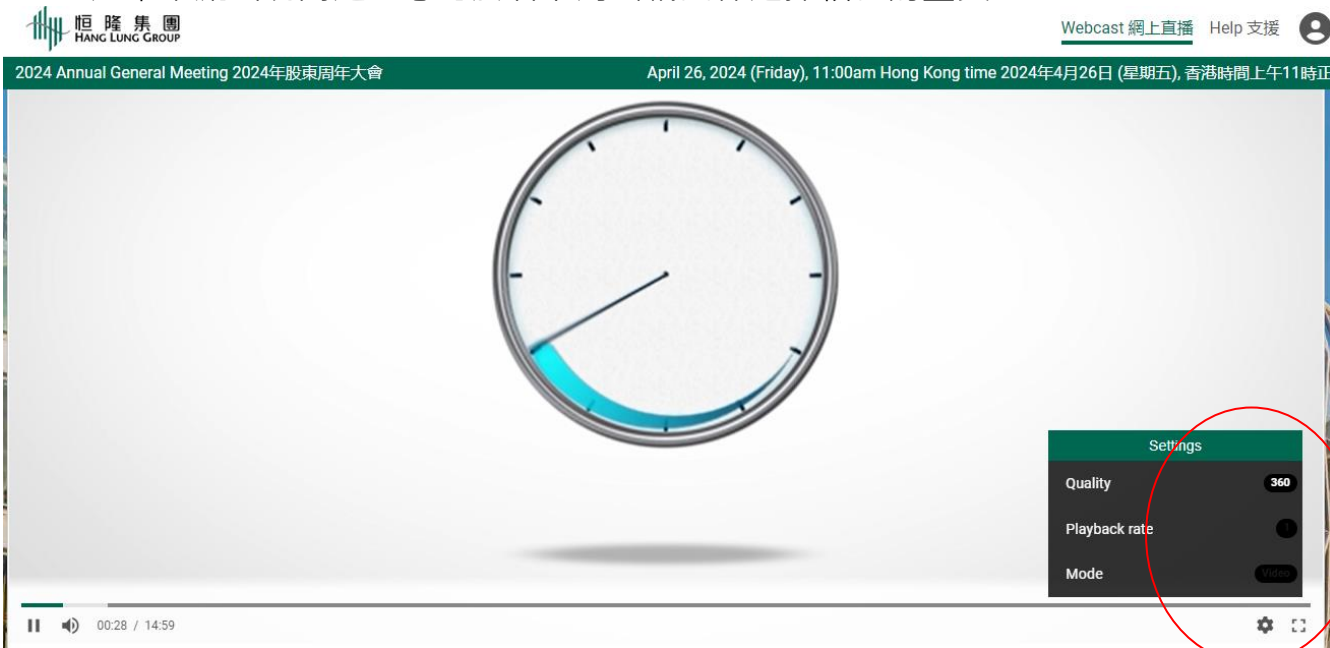 恒隆集團
HANG LUNG GROUP
Webcast 網上直播 Help 支援
2024 Annual General Meeting 2024年股東周年大會
April 26, 2024 (Friday), 11:00am Hong Kong time 2024年4月26日 (星期五), 香港時間上午11時正
Settings
Quality 360
Playback rate 1
Mode Video
00:28 / 14:59